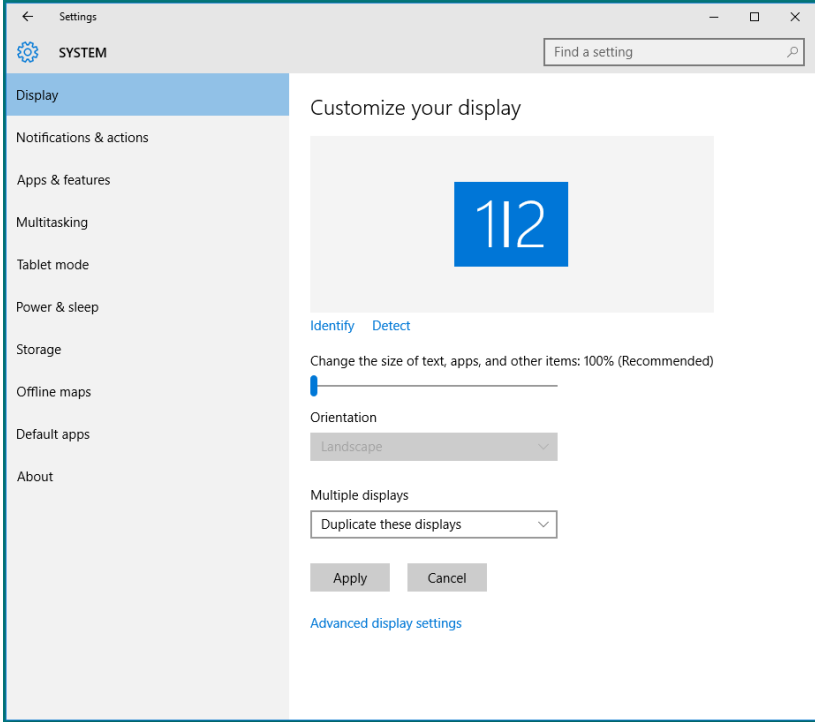 Settings
SYSTEM
Find a setting
Display
Notifications & actions
Apps & features
Multitasking
Tablet mode
Power & sleep
Storage
Offline maps
Default apps
About
Customize your display
1|2
Identify Detect
Change the size of text, apps, and other items: 100% (Recommended)
Orientation
Landscape
Multiple displays
Duplicate these displays
Apply Cancel
Advanced display settings